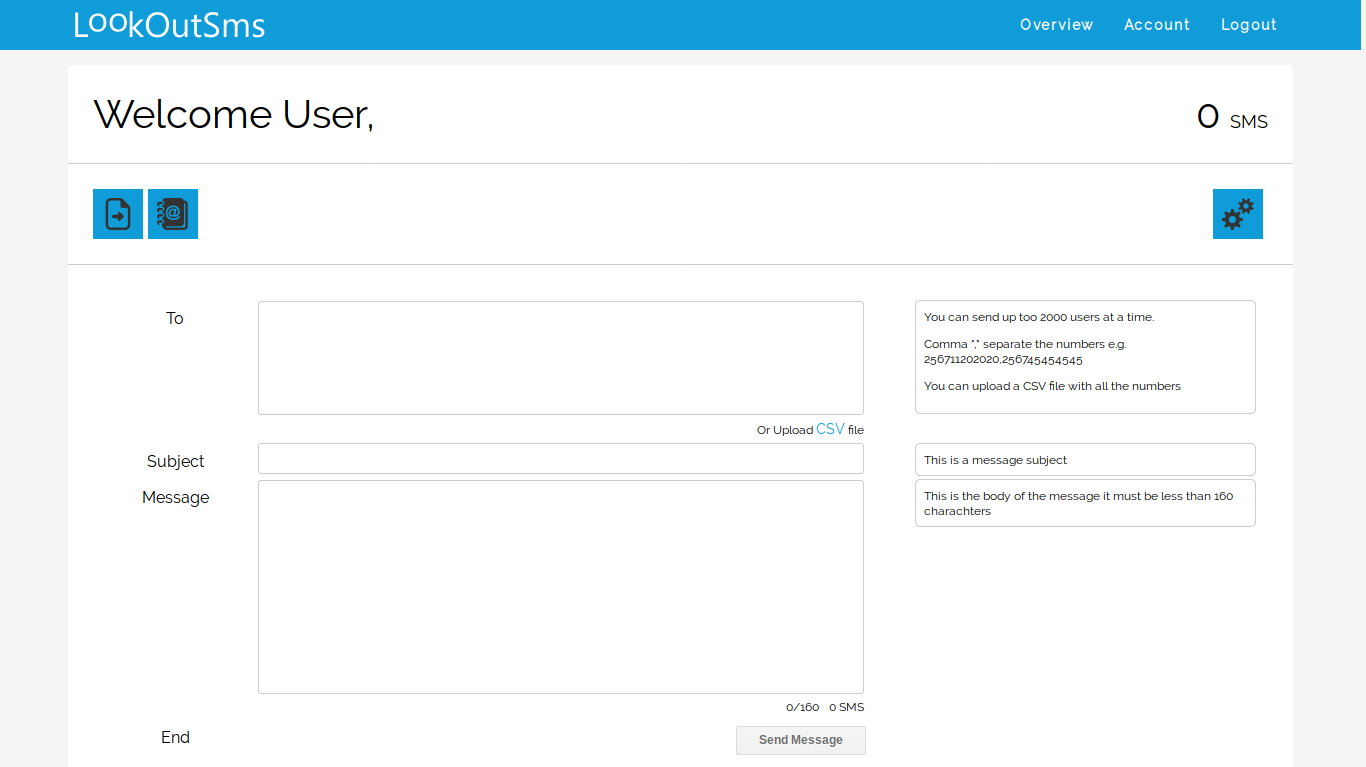 LookOutSms
Overview Account Logout
Welcome User,
0 SMS
@
To
You can send up too 2000 users at a time.
Comma "," separate the numbers e.g.
256711202020,256745454545
You can upload a CSV file with all the numbers
Or Upload CSV file
Subject
This is a message subject
Message
This is the body of the message it must be less than 160
charachters
0/160 0 SMS
End
Send Message